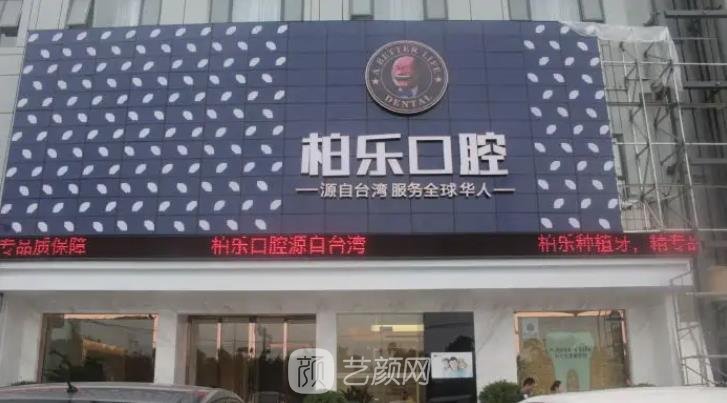 A BETTER LIFE
DENTAL
柏乐口腔
源自台湾 服务全球华人
专品质保障 柏乐口腔源自台湾 柏乐种植牙，精专品
颜 艺颜网